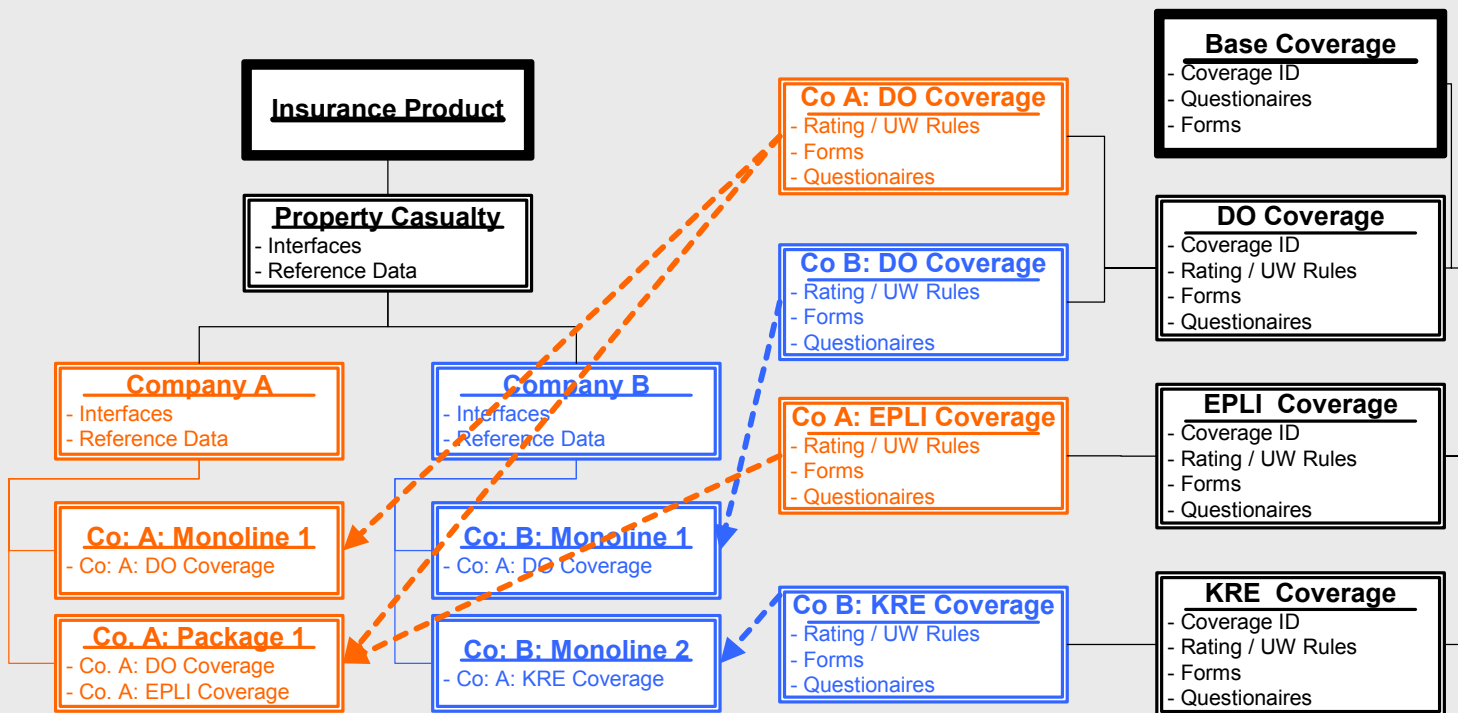 Insurance Product
Property Casualty
- Interfaces
- Reference Data
Company A
- Interfaces
- Reference Data
Company B
- Interfaces
- Reference Data
Co: A: Monoline 1
- Co: A: DO Coverage
Co. A: Package 1
- Co. A: DO Coverage
- Co. A: EPLI Coverage
Co: B: Monoline 1
- Co: A: DO Coverage
Co: B: Monoline 2
- Co: A: KRE Coverage
Co A: DO Coverage
- Rating / UW Rules
- Forms
- Questionaires
Co B: DO Coverage
- Rating / UW Rules
- Forms
- Questionaires
Co A: EPLI Coverage
- Rating / UW Rules
- Forms
- Questionaires
Co B: KRE Coverage
- Rating / UW Rules
- Forms
- Questionaires
Base Coverage
- Coverage ID
- Questionaires
- Forms
DO Coverage
- Coverage ID
- Rating / UW Rules
- Forms
- Questionaires
EPLI Coverage
- Coverage ID
- Rating / UW Rules
- Forms
- Questionaires
KRE Coverage
- Coverage ID
- Rating / UW Rules
- Forms
- Questionaires